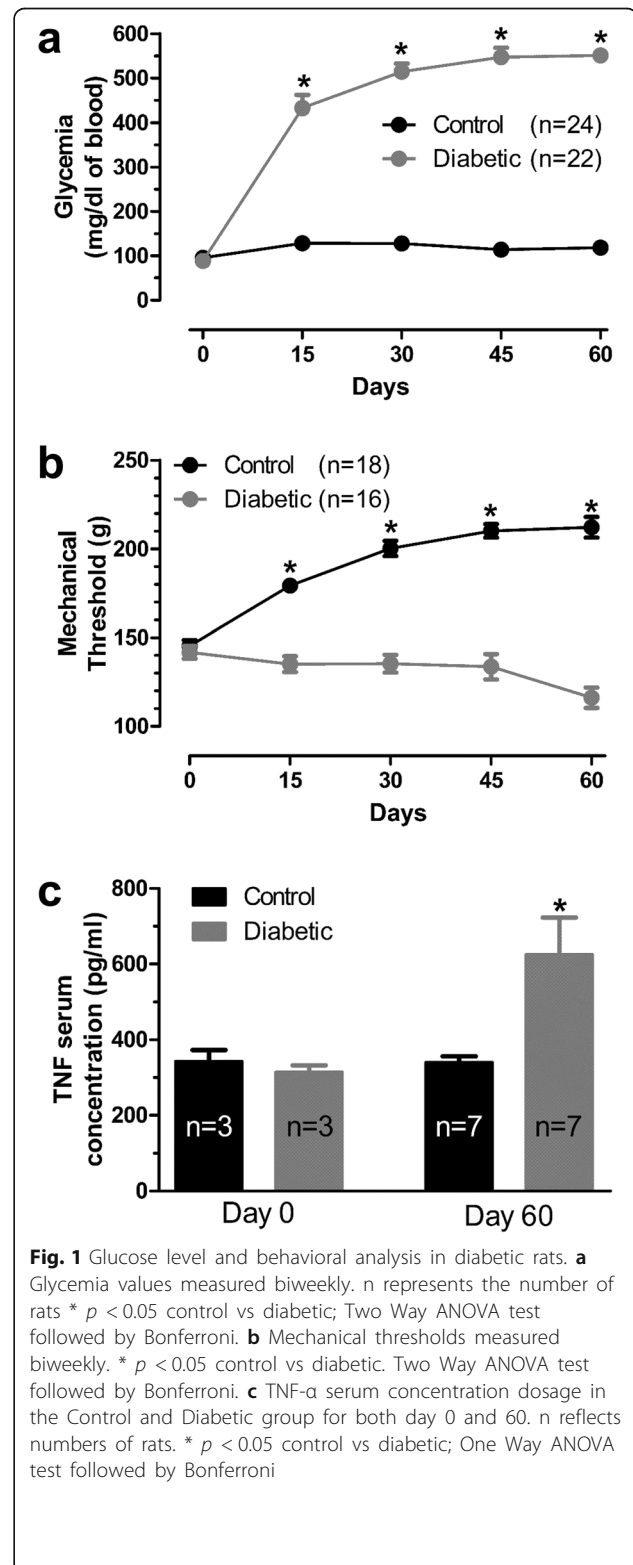 a
600
500
400
300
200
100
0
Glycemia
(mg/dl of blood)
* * * *
Control (n=24)
Diabetic (n=22)
0 15 30 45 60
Days
b
250
200
150
100
Mechanical
Threshold (g)
Control (n=18)
Diabetic (n=16)
* * * *
0 15 30 45 60
Days
c
800
600
400
200
0
TNF serum
concentration (pg/ml)
Control
Diabetic
*
n=3 n=3 n=7 n=7
Day 0 Day 60
Fig. 1 Glucose level and behavioral analysis in diabetic rats. a
Glycemia values measured biweekly. n represents the number of
rats * p < 0.05 control vs diabetic; Two Way ANOVA test
followed by Bonferroni. b Mechanical thresholds measured
biweekly. * p < 0.05 control vs diabetic. Two Way ANOVA test
followed by Bonferroni. c TNF-α serum concentration dosage in
the Control and Diabetic group for both day 0 and 60. n reflects
numbers of rats. * p < 0.05 control vs diabetic; One Way ANOVA
test followed by Bonferroni